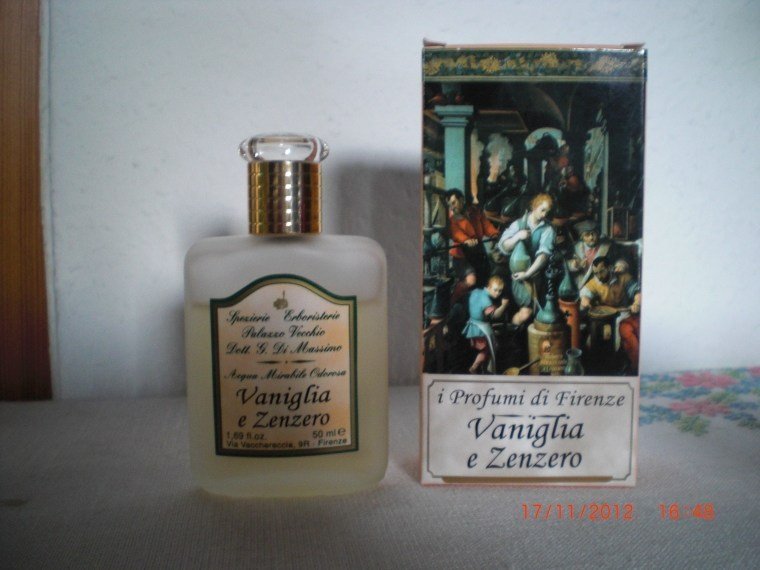 Spezierie Erboristerie
Palazzo Vecchio
Dott. G. Di Massimo
Acqua Mirabile Odorosa
Vaniglia
e Zenzero
1,69 fl.oz. 50 ml e
Via Vacchereccia, 9R - Firenze
i Profumi di Firenze
Vaniglia
e Zenzero
17/11/2012 16:48